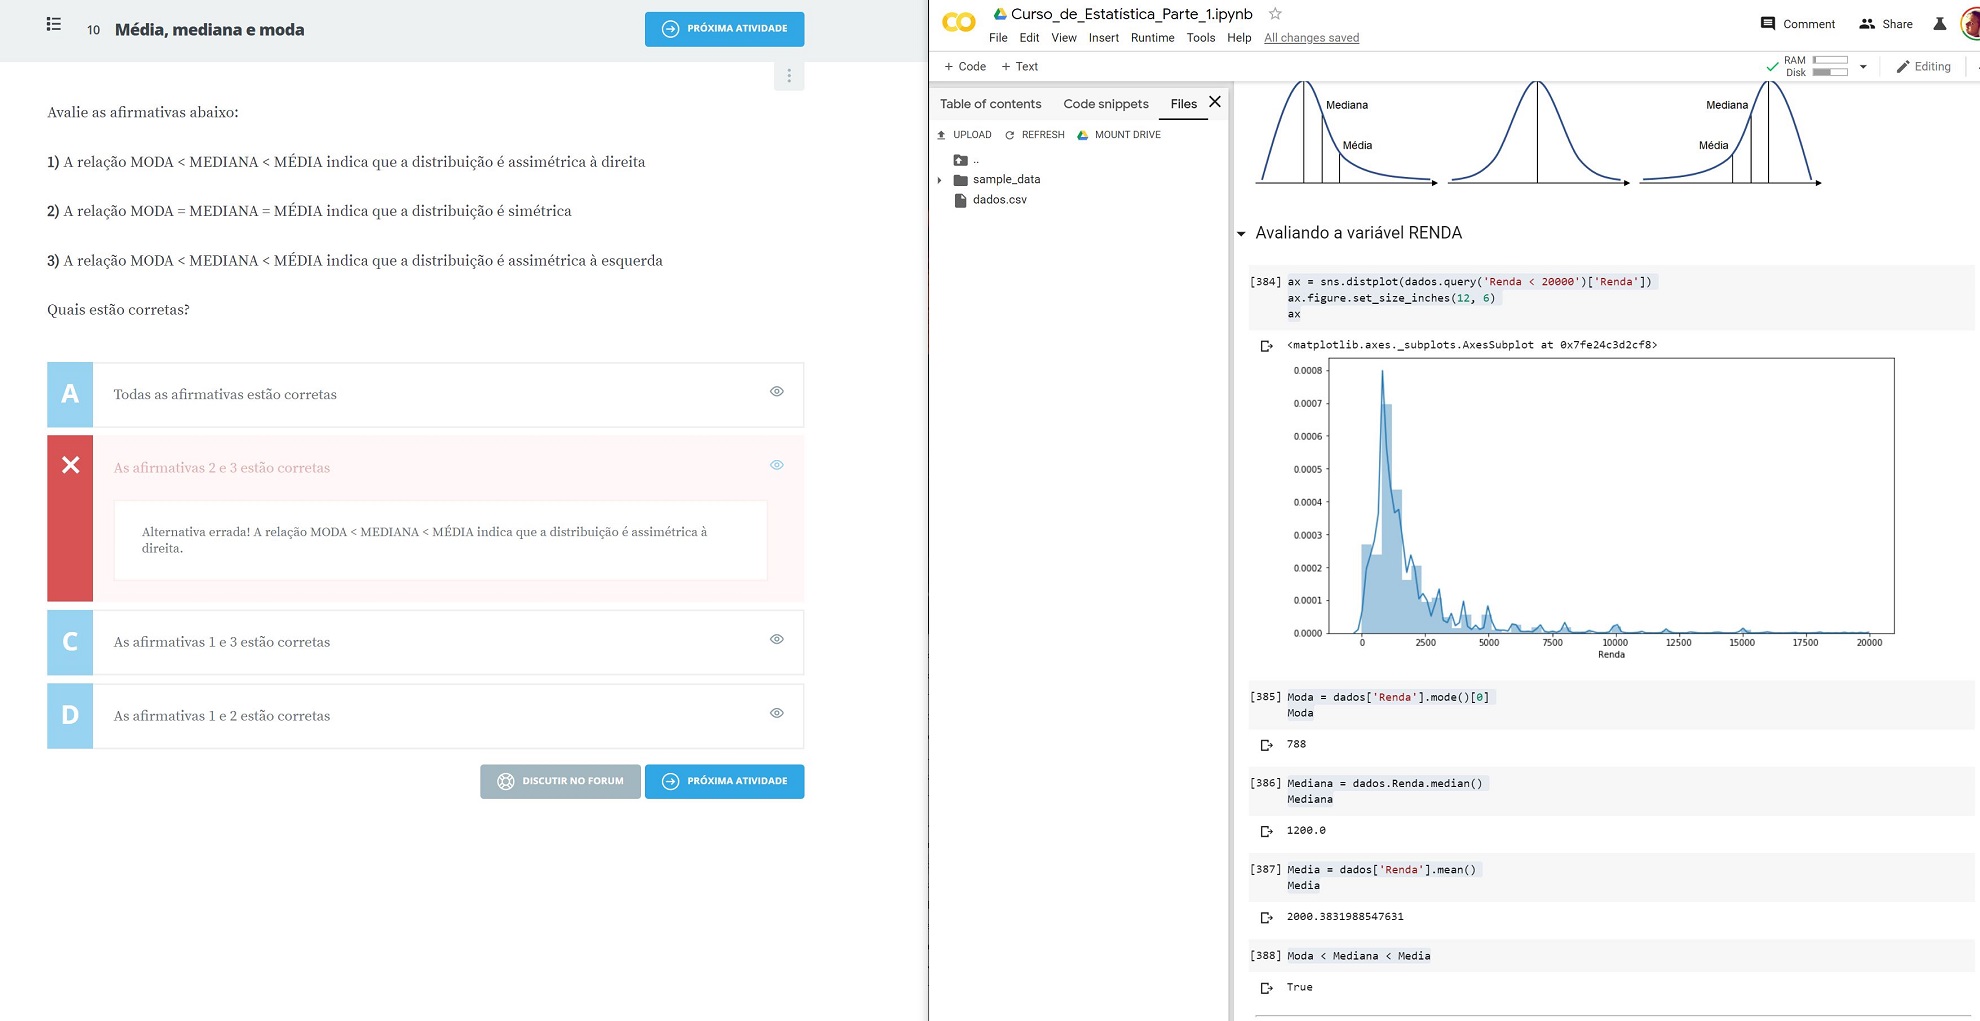 10 Média, mediana e moda
PRÓXIMA ATIVIDADE
Avalie as afirmativas abaixo:
1) A relação MODA < MEDIANA < MÉDIA indica que a distribuição é assimétrica à direita
2) A relação MODA = MEDIANA = MÉDIA indica que a distribuição é simétrica
3) A relação MODA < MEDIANA < MÉDIA indica que a distribuição é assimétrica à esquerda
Quais estão corretas?
A Todas as afirmativas estão corretas
As afirmativas 2 e 3 estão corretas
Alternativa errada! A relação MODA < MEDIANA < MÉDIA indica que a distribuição é assimétrica à
direita.
C As afirmativas 1 e 3 estão corretas
D As afirmativas 1 e 2 estão corretas
DISCUTIR NO FORUM
PRÓXIMA ATIVIDADE
Curso_de_Estatística_Parte_1.ipynb
File Edit View Insert Runtime Tools Help All changes saved
Comment Share
+ Code + Text
RAM
Disk
Editing
Table of contents Code snippets Files
UPLOAD REFRESH MOUNT DRIVE
..
sample_data
dados.csv
Mediana
Média
Mediana
Média
Avaliando a variável RENDA
[384] ax = sns.distplot(dados.query('Renda < 20000')['Renda'])
ax.figure.set_size_inches(12, 6)
ax
<matplotlib.axes._subplots.AxesSubplot at 0x7fe24c3d2cf8>
0.0008
0.0007
0.0006
0.0005
0.0004
0.0003
0.0002
0.0001
0.0000
0 2500 5000 7500 10000 12500 15000 17500 20000
Renda
[385] Moda = dados['Renda'].mode()[0]
Moda
788
[386] Mediana = dados.Renda.median()
Mediana
1200.0
[387] Media = dados['Renda'].mean()
Media
2000.3831988547631
[388] Moda < Mediana < Media
True